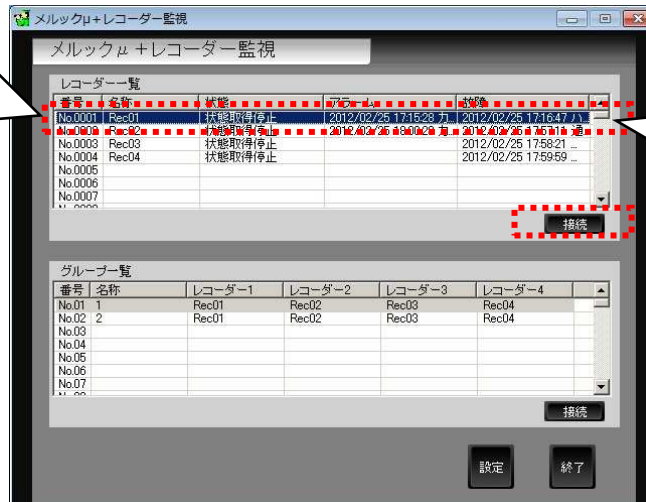 メルックμ+レコーダー監視
メルックμ+レコーダー監視
レコーダー一覧
番号 名称 状態 アラーム 故障
No.0001 Rec01 状態取得停止 2012/02/25 17:15:28 カ... 2012/02/25 17:16:47 ハ...
No.0002 Rec02 状態取得停止 2012/02/25 18:00:28 カ... 2012/02/25 17:57:11 通...
No.0003 Rec03 状態取得停止 2012/02/25 17:58:21 ...
No.0004 Rec04 状態取得停止 2012/02/25 17:59:59 ...
No.0005
No.0006
No.0007
接続
グループ一覧
番号 名称 レコーダー1 レコーダー2 レコーダー3 レコーダー4
No.01 1 Rec01 Rec02 Rec03 Rec04
No.02 2 Rec01 Rec02 Rec03 Rec04
No.03
No.04
No.05
No.06
No.07
接続
設定 終了